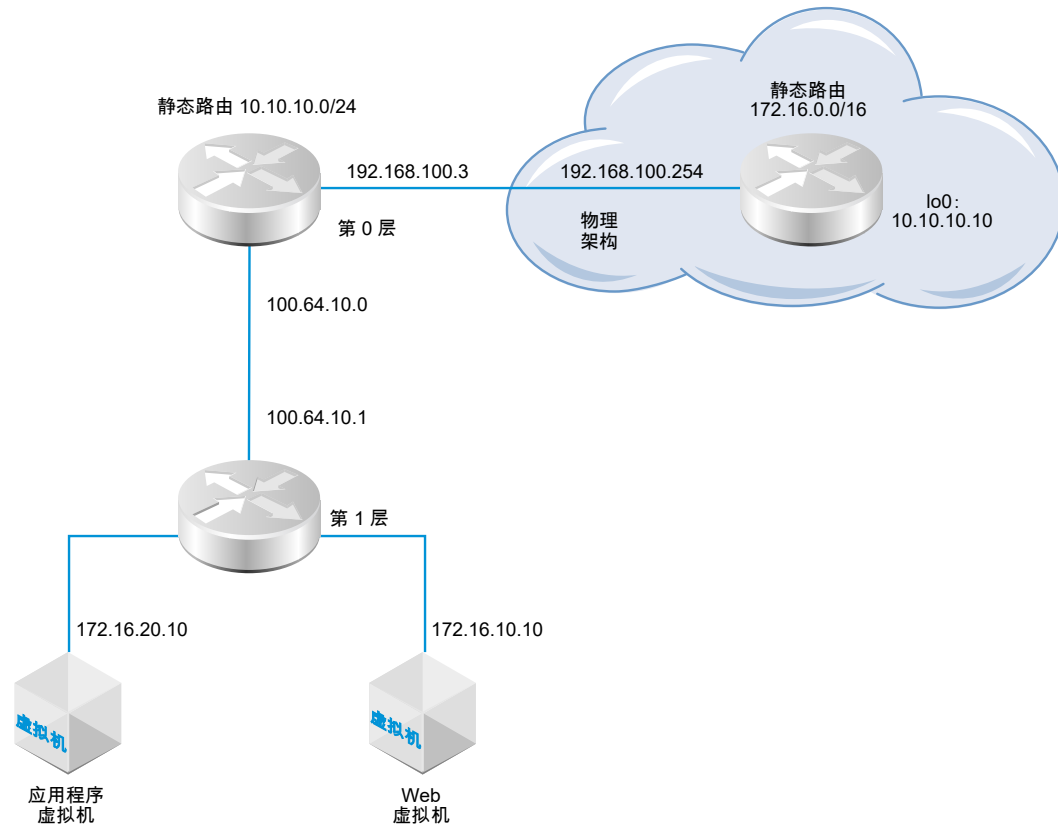 静态路由 10.10.10.0/24
静态路由
172.16.0.0/16
192.168.100.3
192.168.100.254
lo0：
10.10.10.10
第 0 层
物理
架构
100.64.10.0
100.64.10.1
第 1 层
172.16.20.10
172.16.10.10
虚拟机
虚拟机
应用程序
虚拟机
Web
虚拟机